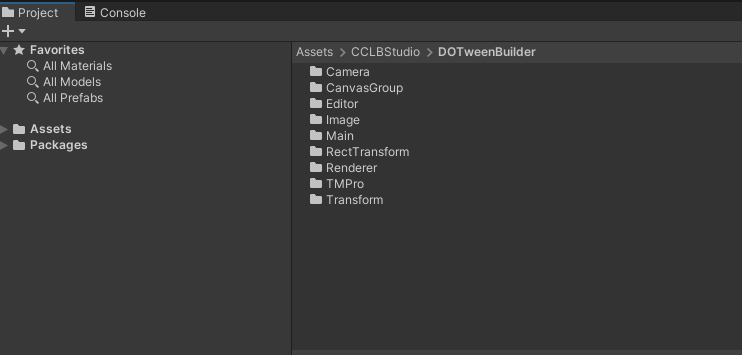 Project
Console
Favorites
All Materials
All Models
All Prefabs
Assets
Packages
Assets > CCLBStudio > DOTweenBuilder
Camera
CanvasGroup
Editor
Image
Main
RectTransform
Renderer
TMPro
Transform